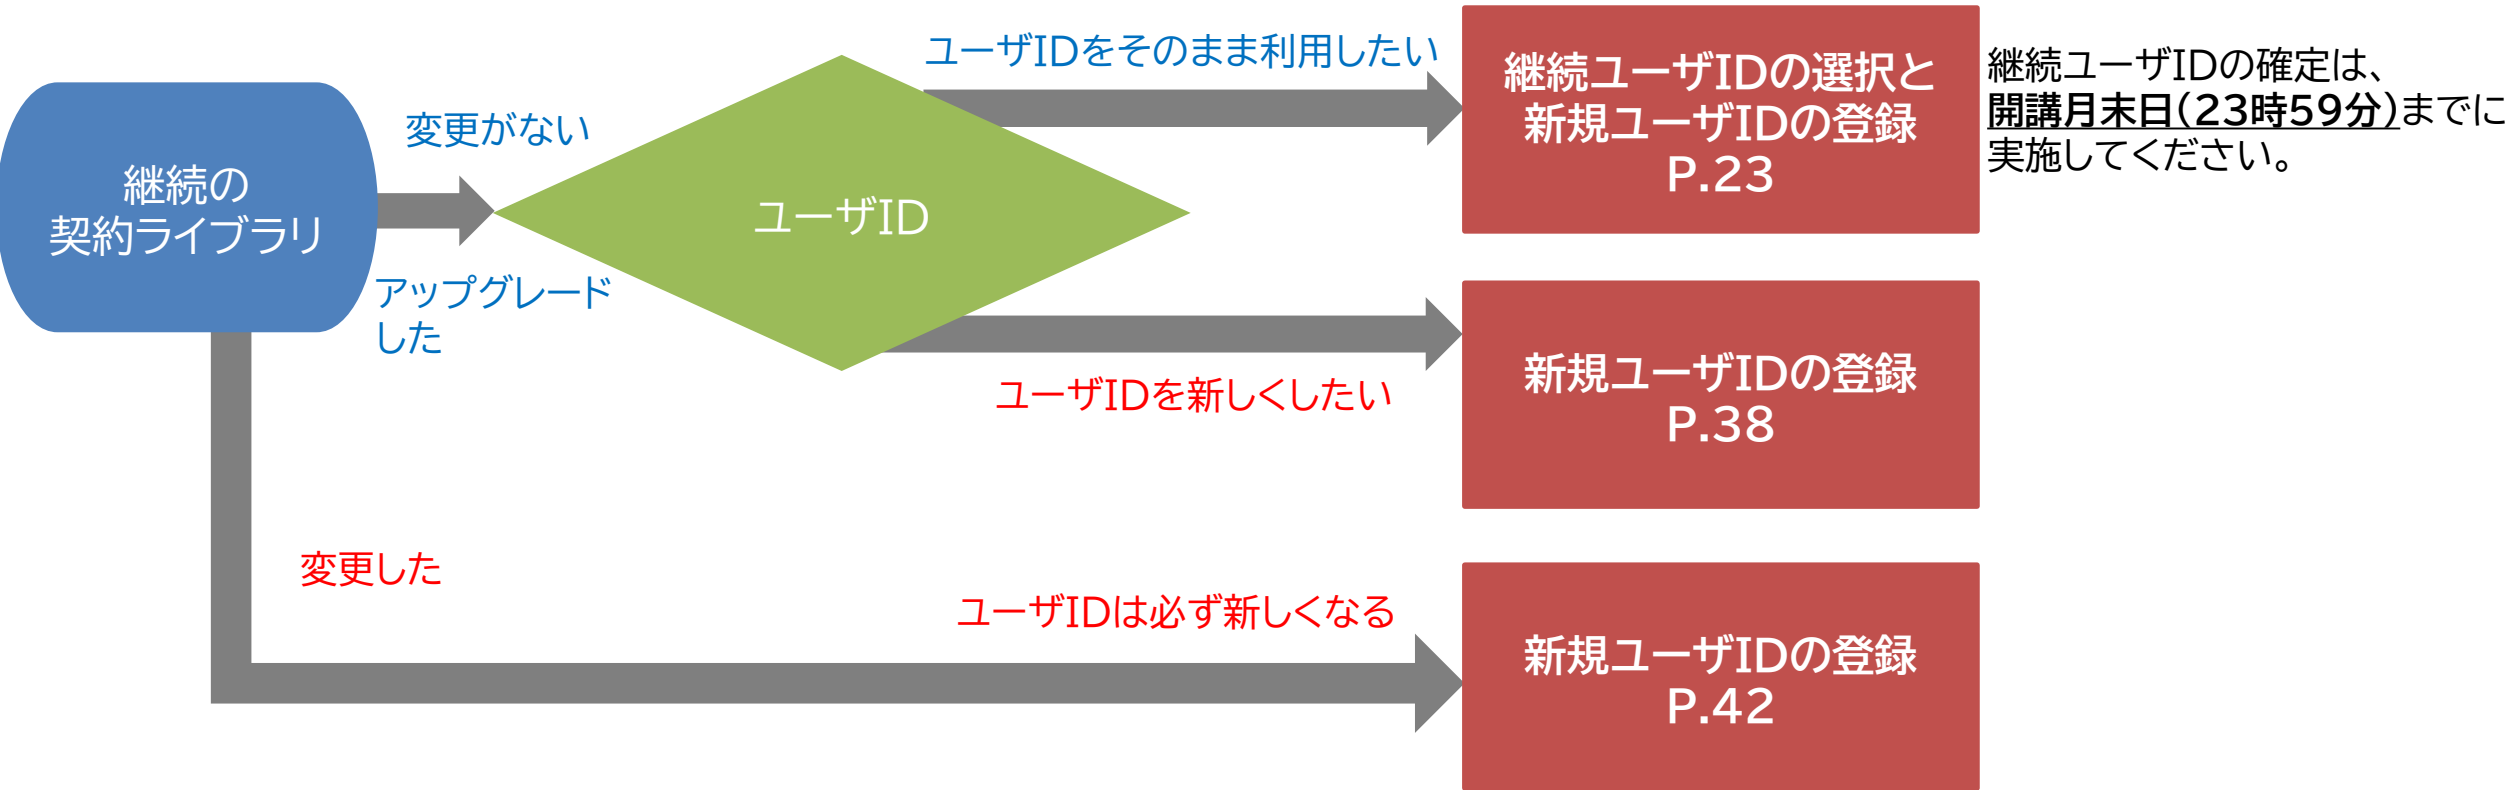 継続の
契約ライブラリ
変更がない
アップグレード
した
変更した
ユーザID
ユーザIDをそのまま利用したい
ユーザIDを新しくしたい
ユーザIDは必ず新しくなる
継続ユーザIDの選択と
新規ユーザIDの登録
P.23
継続ユーザIDの確定は、
開講月末日(23時59分)までに
実施してください。
新規ユーザIDの登録
P.38
新規ユーザIDの登録
P.42